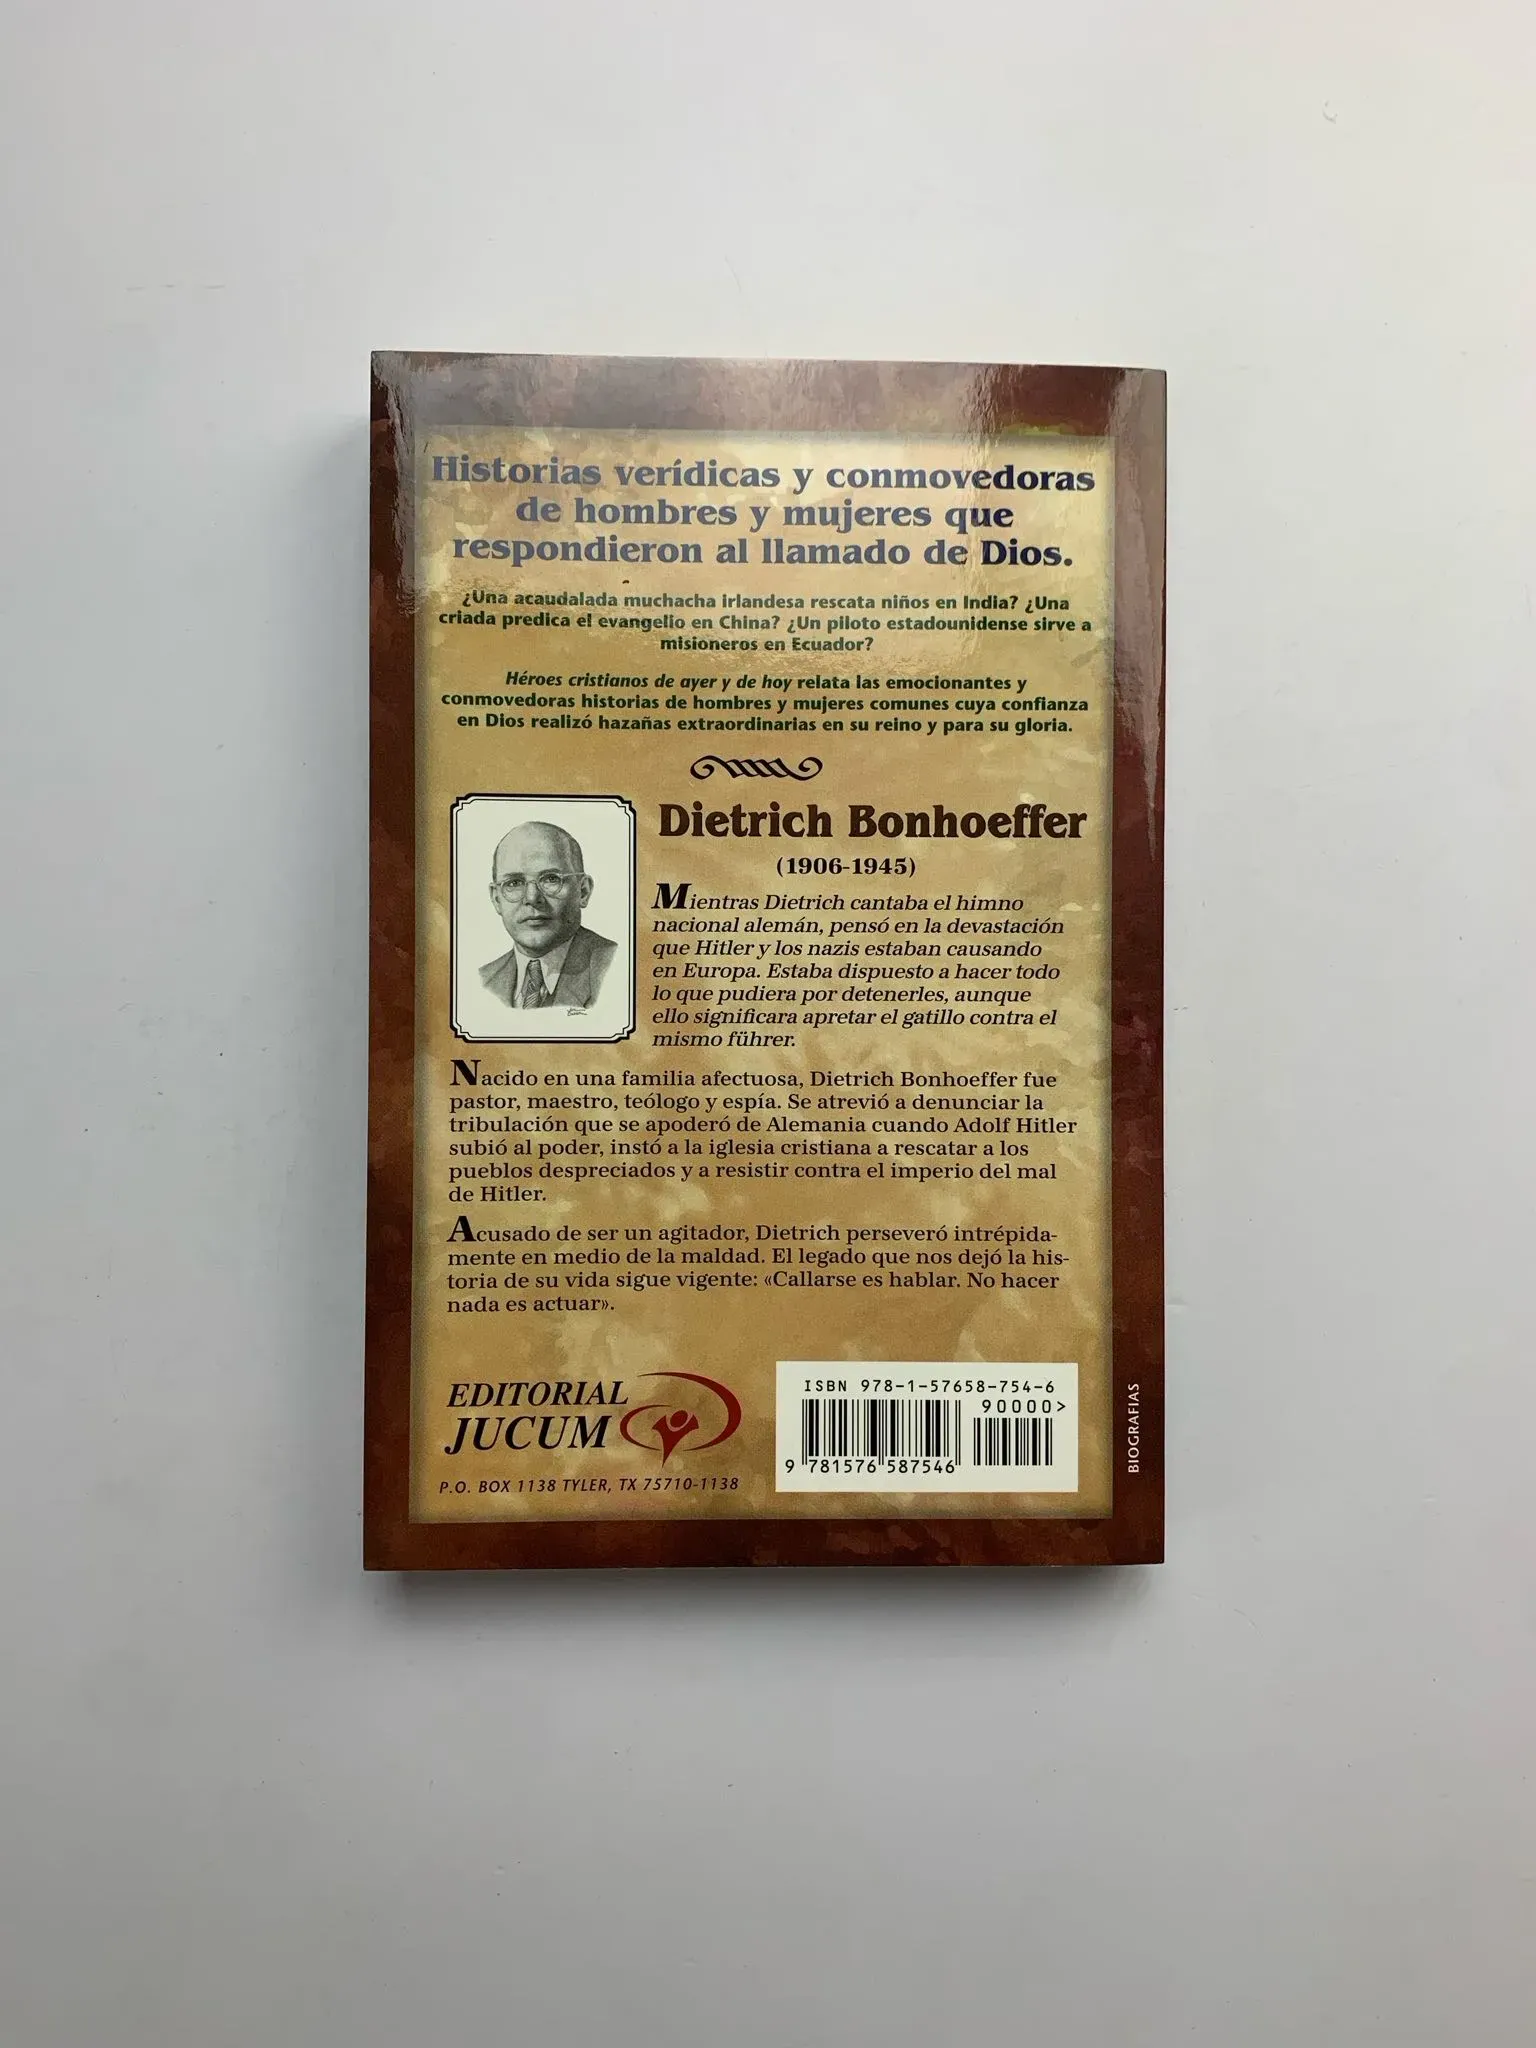 Historias verídicas y conmovedoras
de hombres y mujeres que
respondieron al llamado de Dios.
¿Una acaudalada muchacha irlandesa rescata niños en India? ¿Una
criada predica el evangelio en China? ¿Un piloto estadounidense sirve a
misioneros en Ecuador?
Héroes cristianos de ayer y de hoy relata las emocionantes y
conmovedoras historias de hombres y mujeres comunes cuya confianza
en Dios realizó hazañas extraordinarias en su reino y para su gloria.
Dietrich Bonhoeffer
(1906-1945)
Mientras Dietrich cantaba el himno
nacional alemán, pensó en la devastación
que Hitler y los nazis estaban causando
en Europa. Estaba dispuesto a hacer todo
lo que pudiera por detenerles, aunque
ello significara apretar el gatillo contra el
mismo führer.
Nacido en una familia afectuosa, Dietrich Bonhoeffer fue
pastor, maestro, teólogo y espía. Se atrevió a denunciar la
tribulación que se apoderó de Alemania cuando Adolf Hitler
subió al poder, instó a la iglesia cristiana a rescatar a los
pueblos despreciados y a resistir contra el imperio del mal
de Hitler.
Acusado de ser un agitador, Dietrich perseveró intrépida-
mente en medio de la maldad. El legado que nos dejó la his-
toria de su vida sigue vigente: «Callarse es hablar. No hacer
nada es actuar».
EDITORIAL
JUCUM
P.O. BOX 1138 TYLER, TX 75710-1138
ISBN 978-1-57658-754-6
90000>
9 781576 587546
BIOGRAFIAS